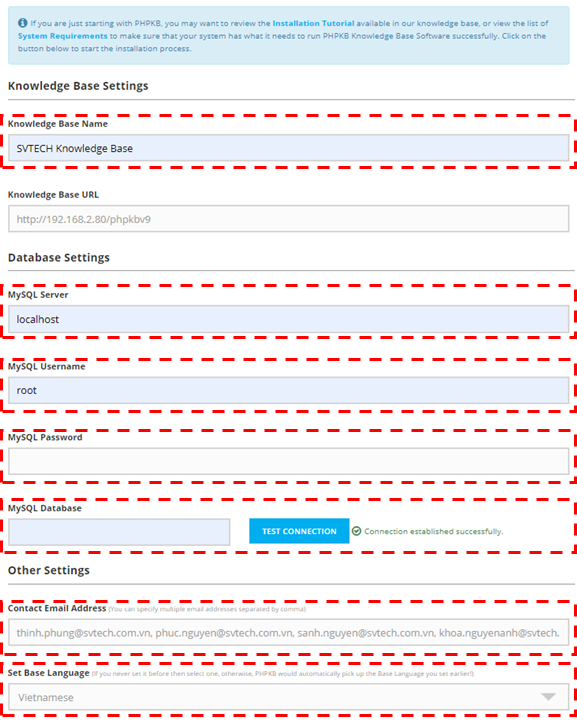 If you are just starting with PHPKB, you may want to review the Installation Tutorial available in our knowledge base, or view the list of
System Requirements to make sure that your system has what it needs to run PHPKB Knowledge Base Software successfully. Click on the
button below to start the installation process.
Knowledge Base Settings
Knowledge Base Name
SVTECH Knowledge Base
Knowledge Base URL
http://192.168.2.80/phpkbv9
Database Settings
MySQL Server
localhost
MySQL Username
root
MySQL Password
MySQL Database
TEST CONNECTION Connection established successfully.
Other Settings
Contact Email Address (You can specify multiple email addresses separated by comma)
thinh.phung@svtech.com.vn, phuc.nguyen@svtech.com.vn, sanh.nguyen@svtech.com.vn, khoa.nguyenanh@svtech.
Set Base Language (If you never set it before then select one, otherwise, PHPKB would automatically pick up the Base Language you set earlier!)
Vietnamese